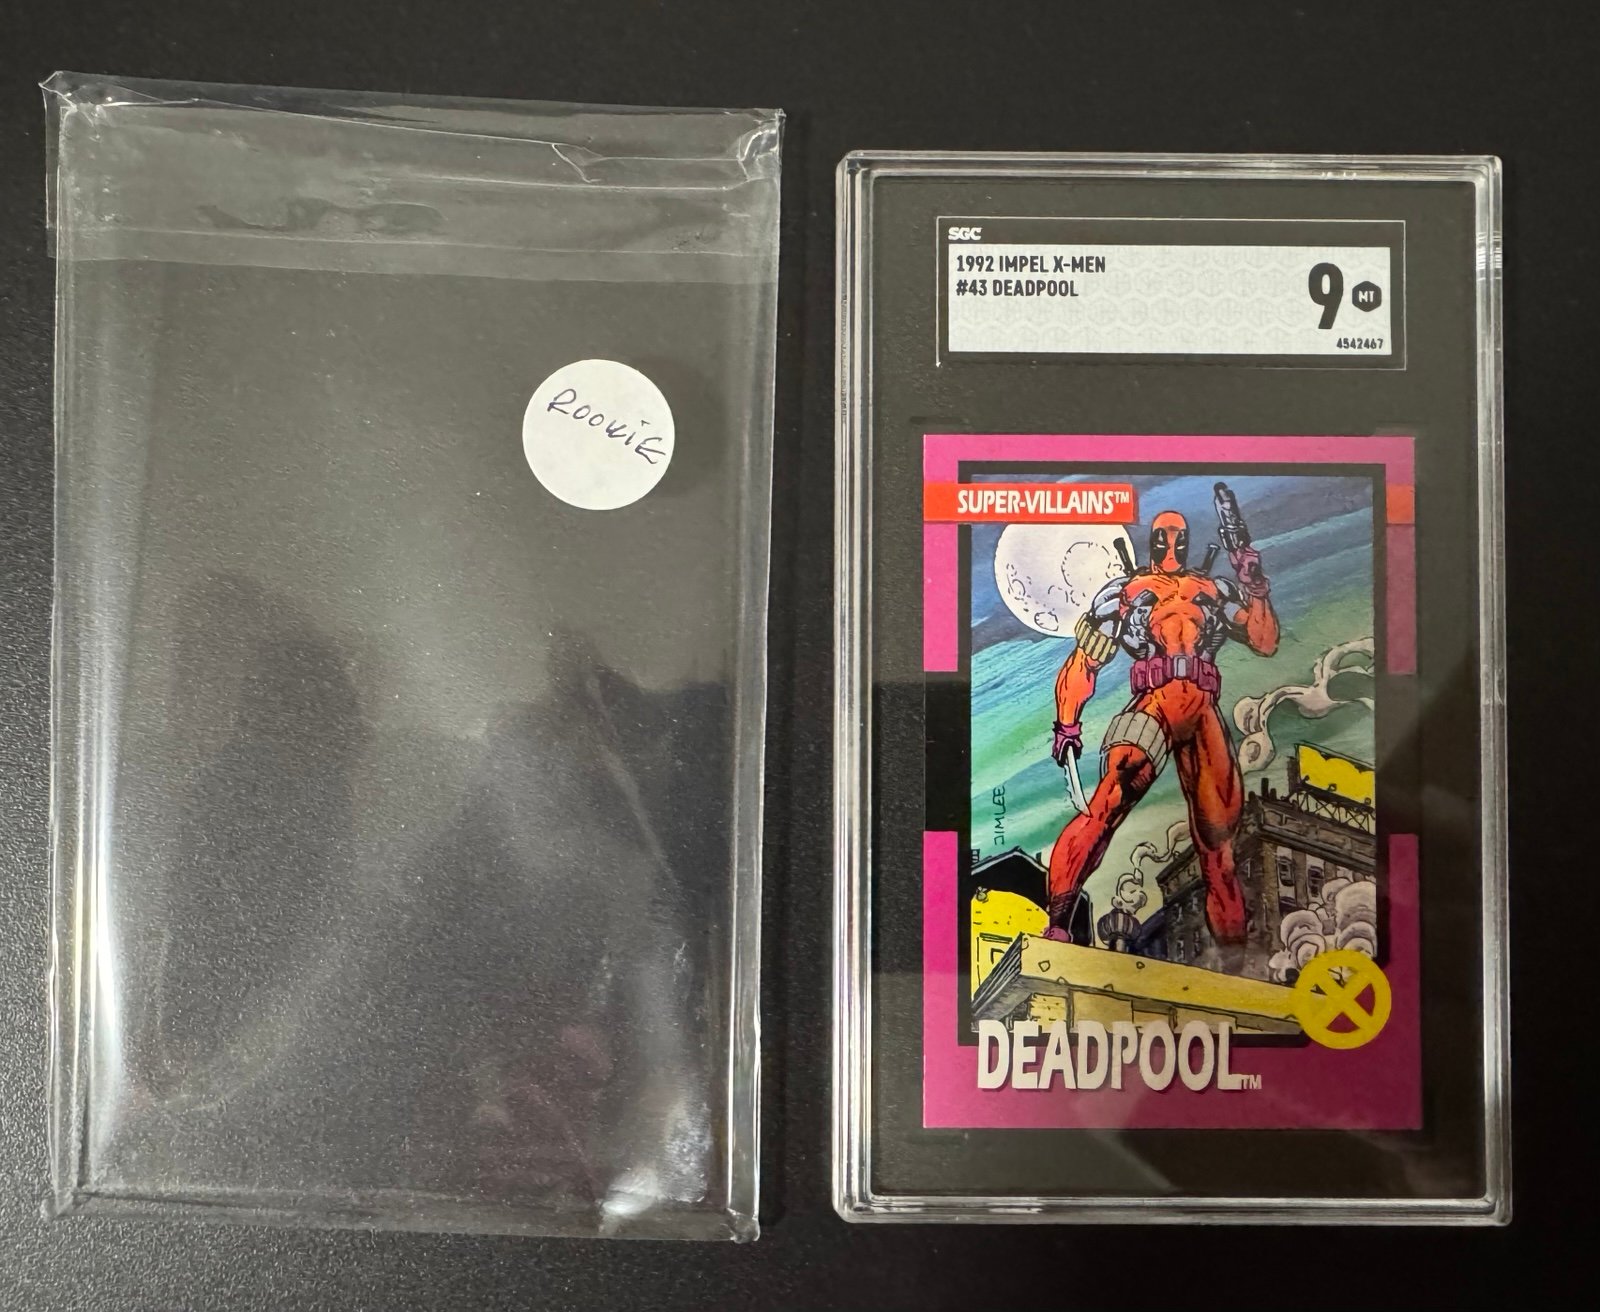 ROOKiE
SGC
1992 IMPEL X-MEN
#43 DEADPOOL
9 MT
4542467
SUPER-VILLAINS™
JIM LEE
DEADPOOL™